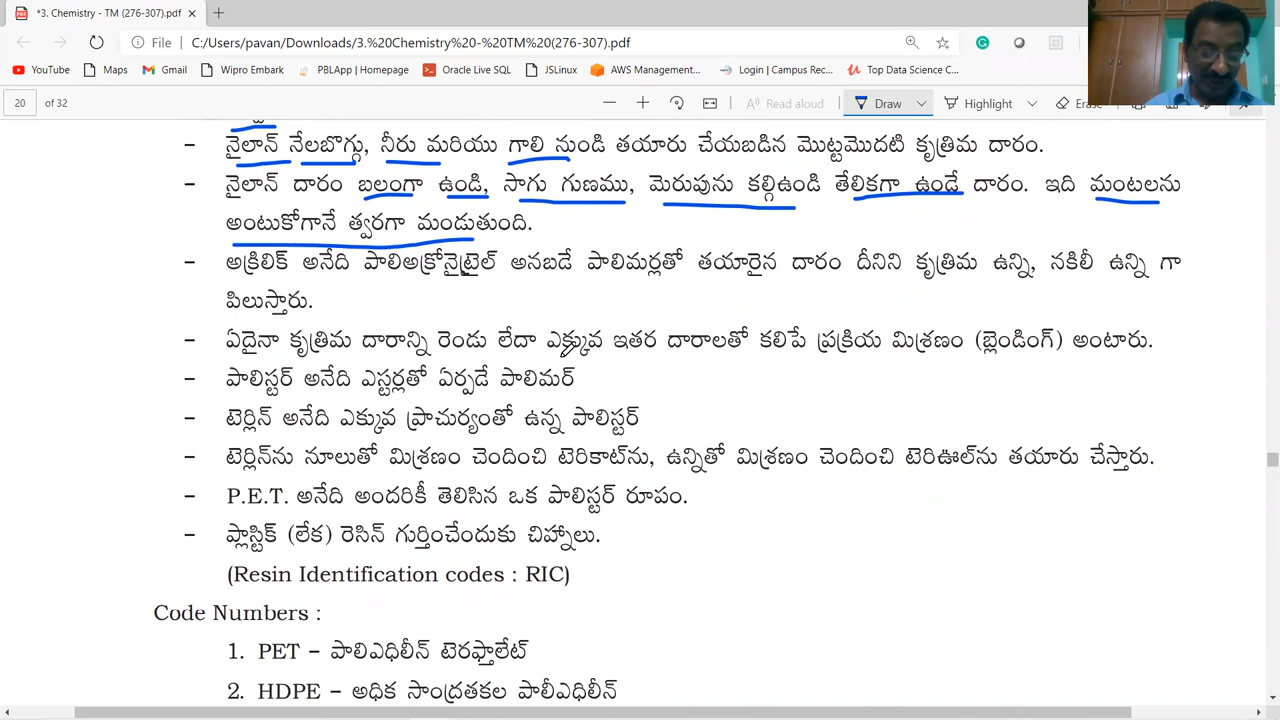 *3. Chemistry - TM (276-307).pdf
File C:/Users/pavan/Downloads/3.%20Chemistry%20-%20TM%20(276-307).pdf
YouTube Maps Gmail Wipro Embark PBLApp | Homepage Oracle Live SQL JSLinux AWS Management... Login | Campus Rec... Top Data Science C...
20 of 32 Read aloud Draw Highlight Erase
- నైలాన్ నేలబొగ్గు, నీరు మరియు గాలి నుండి తయారు చేయబడిన మొట్టమొదటి కృత్రిమ దారం.
- నైలాన్ దారం బలంగా ఉండి, సాగు గుణము, మెరుపును కల్గిఉండి తేలికగా ఉండే దారం. ఇది మంటలను
అంటుకోగానే త్వరగా మండుతుంది.
- అక్రిలిక్ అనేది పాలిఅక్రోనైట్రైల్ అనబడే పాలిమర్లతో తయారైన దారం దీనిని కృత్రిమ ఉన్ని, నకిలీ ఉన్ని గా
పిలుస్తారు.
- ఏదైనా కృత్రిమ దారాన్ని రెండు లేదా ఎక్కువ ఇతర దారాలతో కలిపే ప్రక్రియ మిశ్రణం (బ్లెండింగ్) అంటారు.
- పాలిస్టర్ అనేది ఎస్టర్లతో ఏర్పడే పాలిమర్
- టెర్లిన్ అనేది ఎక్కువ ప్రాచుర్యంతో ఉన్న పాలిస్టర్
- టెర్లిన్‌ను నూలుతో మిశ్రణం చెందించి టెరికాట్‌ను, ఉన్నితో మిశ్రణం చెందించి టెరిఊల్‌ను తయారు చేస్తారు.
- P.E.T. అనేది అందరికీ తెలిసిన ఒక పాలిస్టర్ రూపం.
- ప్లాస్టిక్ (లేక) రెసిన్ గుర్తించేందుకు చిహ్నాలు.
(Resin Identification codes : RIC)
Code Numbers :
1. PET – పాలిఎధిలీన్ టెరఫ్తాలేట్
2. HDPE – అధిక సాంద్రతకల పాలీఎధిలీన్